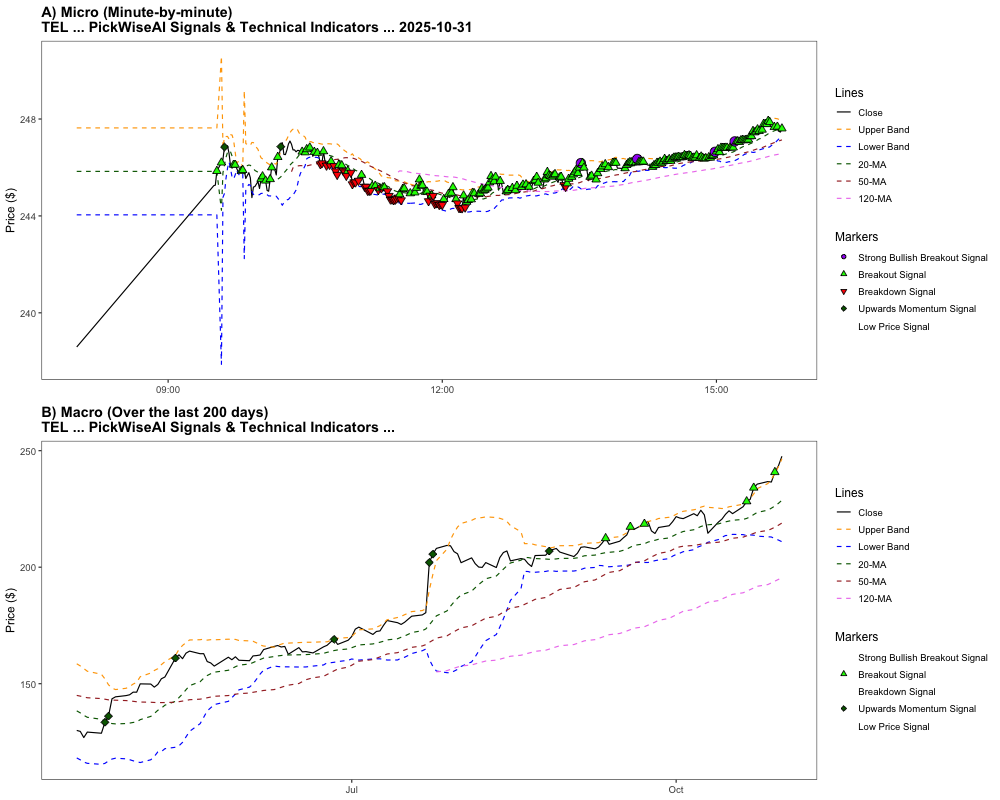 A) Micro (Minute-by-minute)
TEL ... PickWiseAI Signals & Technical Indicators ... 2025-10-31
Price ($)
248
244
240
09:00
12:00
15:00
Lines
Close
Upper Band
Lower Band
20-MA
50-MA
120-MA
Markers
Strong Bullish Breakout Signal
Breakout Signal
Breakdown Signal
Upwards Momentum Signal
Low Price Signal
B) Macro (Over the last 200 days)
TEL ... PickWiseAI Signals & Technical Indicators ...
Price ($)
250
200
150
Jul
Oct
Lines
Close
Upper Band
Lower Band
20-MA
50-MA
120-MA
Markers
Strong Bullish Breakout Signal
Breakout Signal
Breakdown Signal
Upwards Momentum Signal
Low Price Signal